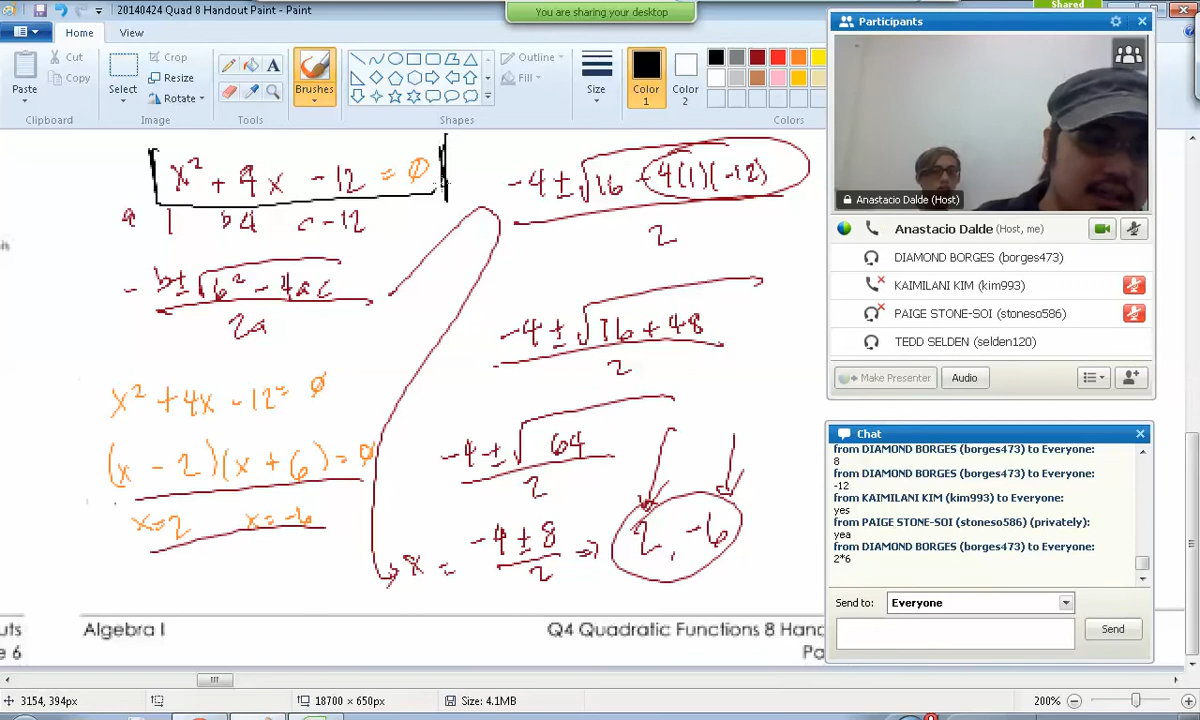 20140424 Quad 8 Handout Paint - Paint
You are sharing your desktop
Shared
Home
View
Paste
Cut
Copy
Clipboard
Select
Crop
Resize
Rotate
Image
A
Tools
Brushes
Shapes
Outline
Fill
Size
Color 1
Color 2
Colors
x² + 4x - 12 = 0
a 1 b 4 c -12
- b ± √b² - 4ac
2a
x² + 4x - 12 = 0
(x - 2)(x + 6) = 0
x = 2 x = -6
-4 ± √16 - 4(1)(-12)
2
-4 ± √16 + 48
2
-4 ± √64
2
x = -4 ± 8 ⇒ 2, -6
2
uts
e 6
Algebra I
Q4 Quadratic Functions 8 Hand
Pa
Participants
Anastacio Dalde (Host)
Anastacio Dalde (Host, me)
DIAMOND BORGES (borges473)
KAIMILANI KIM (kim993)
PAIGE STONE-SOI (stoneso586)
TEDD SELDEN (selden120)
Make Presenter
Audio
Chat
from DIAMOND BORGES (borges473) to Everyone:
8
from DIAMOND BORGES (borges473) to Everyone:
-12
from KAIMILANI KIM (kim993) to Everyone:
yes
from PAIGE STONE-SOI (stoneso586) (privately):
yea
from DIAMOND BORGES (borges473) to Everyone:
2*6
Send to:
Everyone
Send
3154, 394px
18700 × 650px
Size: 4.1MB
200%